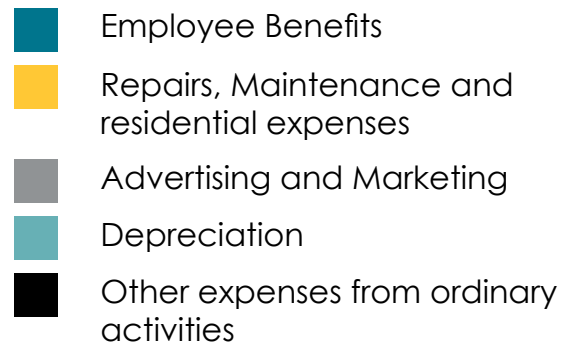 Employee Benefits
Repairs, Maintenance and
residential expenses
Advertising and Marketing
Depreciation
Other expenses from ordinary
activities